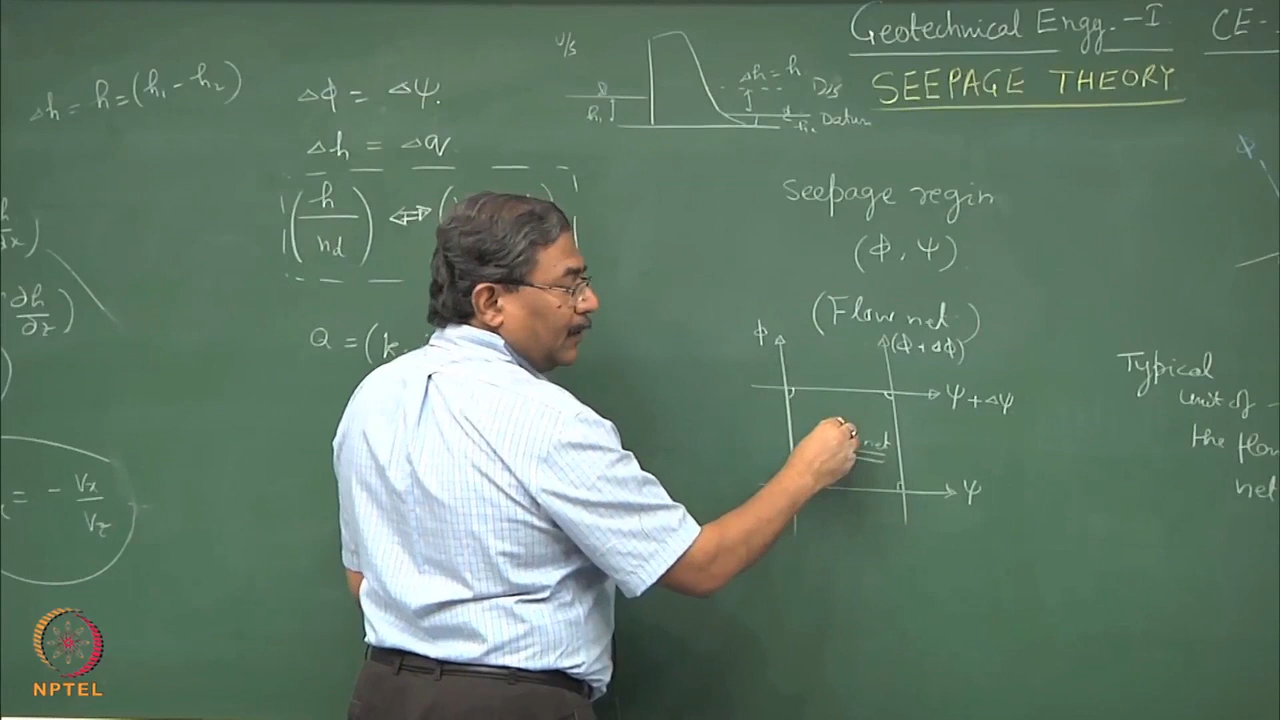 Geotechnical Engg.-I CE-
SEEPAGE THEORY
u/s
Δh = h
D/s
h₁
h₂
Datum
Δh = h = (h₁ - h₂)
ΔΦ = Δψ.
Δh = Δq
(h/nd) ⇔ (
Q = (k.
∂h/∂z)
= - Vx/Vz
Seepage regin
(Φ, ψ)
(Flow net)
Φ
(Φ + ΔΦ)
ψ + Δψ
net
ψ
Typical
unit of -
the flow
net
Φ
NPTEL